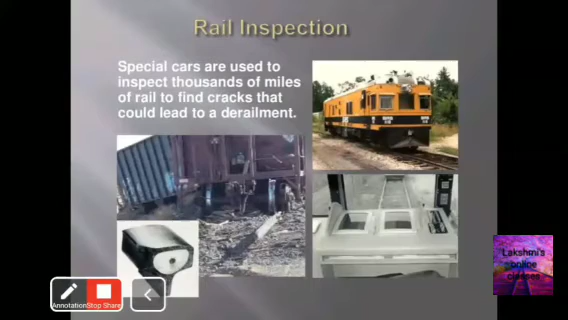 Rail Inspection
Special cars are used to
inspect thousands of miles
of rail to find cracks that
could lead to a derailment.
Lakshmi's
online
classes
Annotation
Stop Share